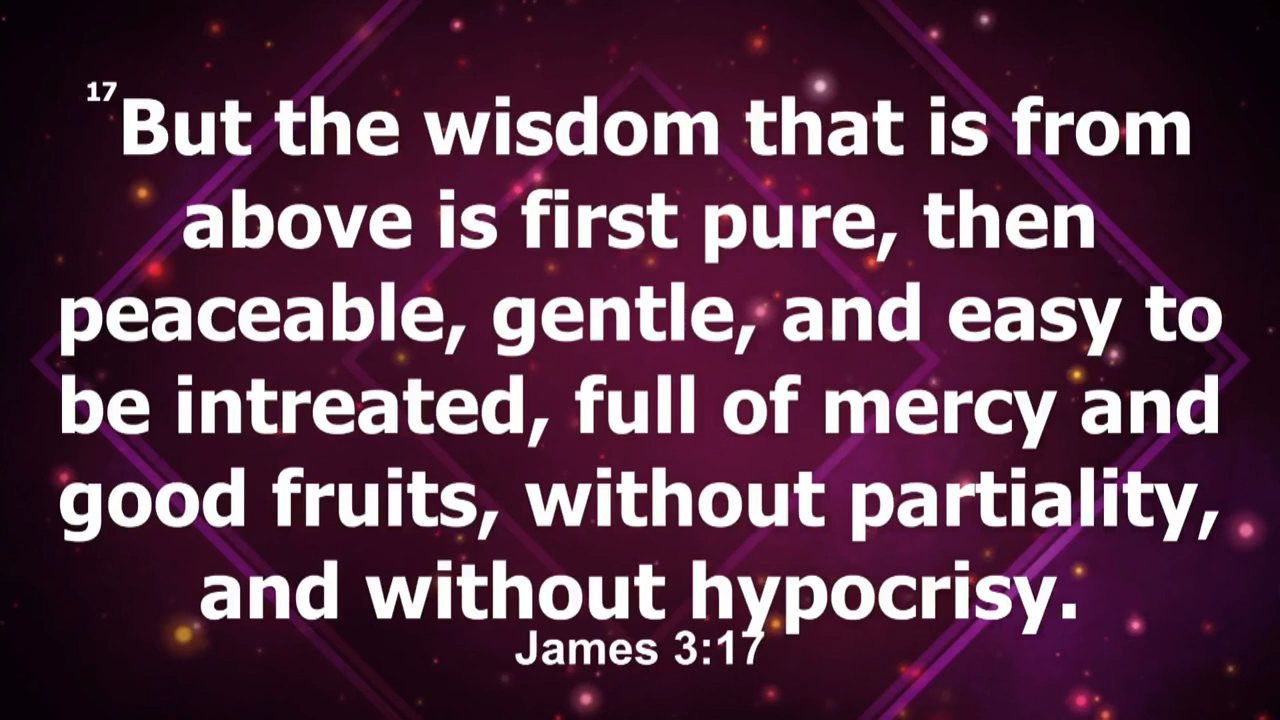 17But the wisdom that is from
above is first pure, then
peaceable, gentle, and easy to
be intreated, full of mercy and
good fruits, without partiality,
and without hypocrisy.
James 3:17